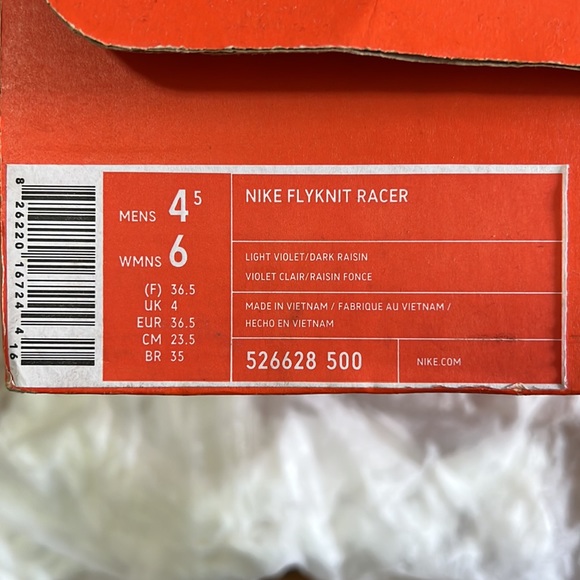 8 26220 16724 4 16
MENS 4 5
WMNS 6
(F) 36.5
UK 4
EUR 36.5
CM 23.5
BR 35
NIKE FLYKNIT RACER
LIGHT VIOLET/DARK RAISIN
VIOLET CLAIR/RAISIN FONCE
MADE IN VIETNAM / FABRIQUE AU VIETNAM /
HECHO EN VIETNAM
526628 500
NIKE.COM